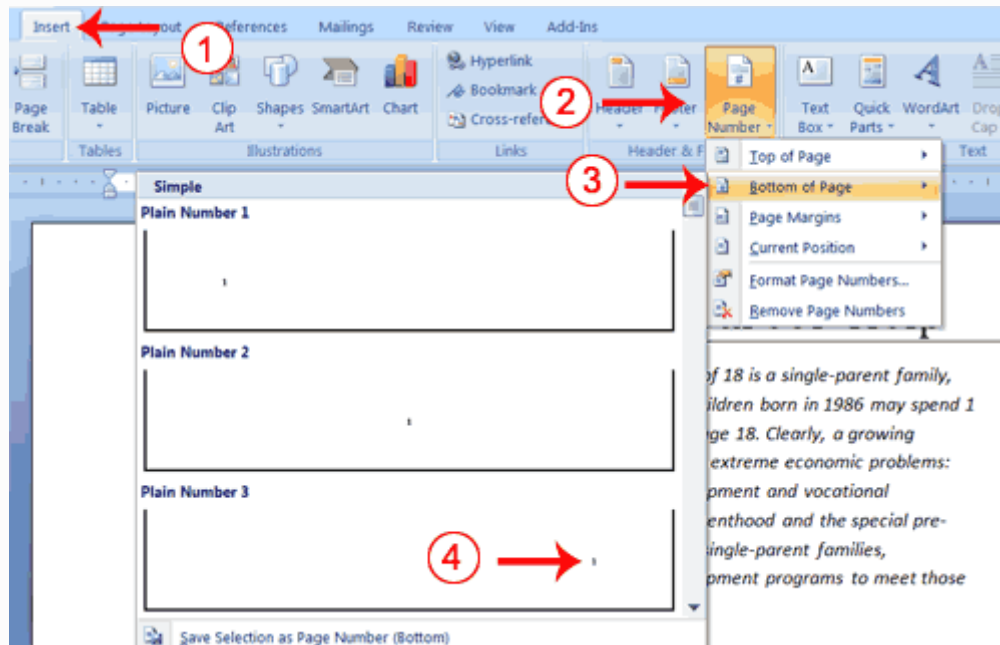 Insert Layout References Mailings Review View Add-Ins
1
Page Break
Table
Picture
Clip Art
Shapes
SmartArt
Chart
Hyperlink
Bookmark
2
Page Number
Text Box
Quick Parts
WordArt
Tables
Illustrations
Links
Header & F
Text
Top of Page
3
Bottom of Page
Page Margins
Current Position
Format Page Numbers...
Remove Page Numbers
Simple
Plain Number 1
1
Plain Number 2
1
Plain Number 3
4
1
Save Selection as Page Number (Bottom)
of 18 is a single-parent family,
ildren born in 1986 may spend 1
ge 18. Clearly, a growing
extreme economic problems:
pment and vocational
enthood and the special pre-
single-parent families,
pment programs to meet those